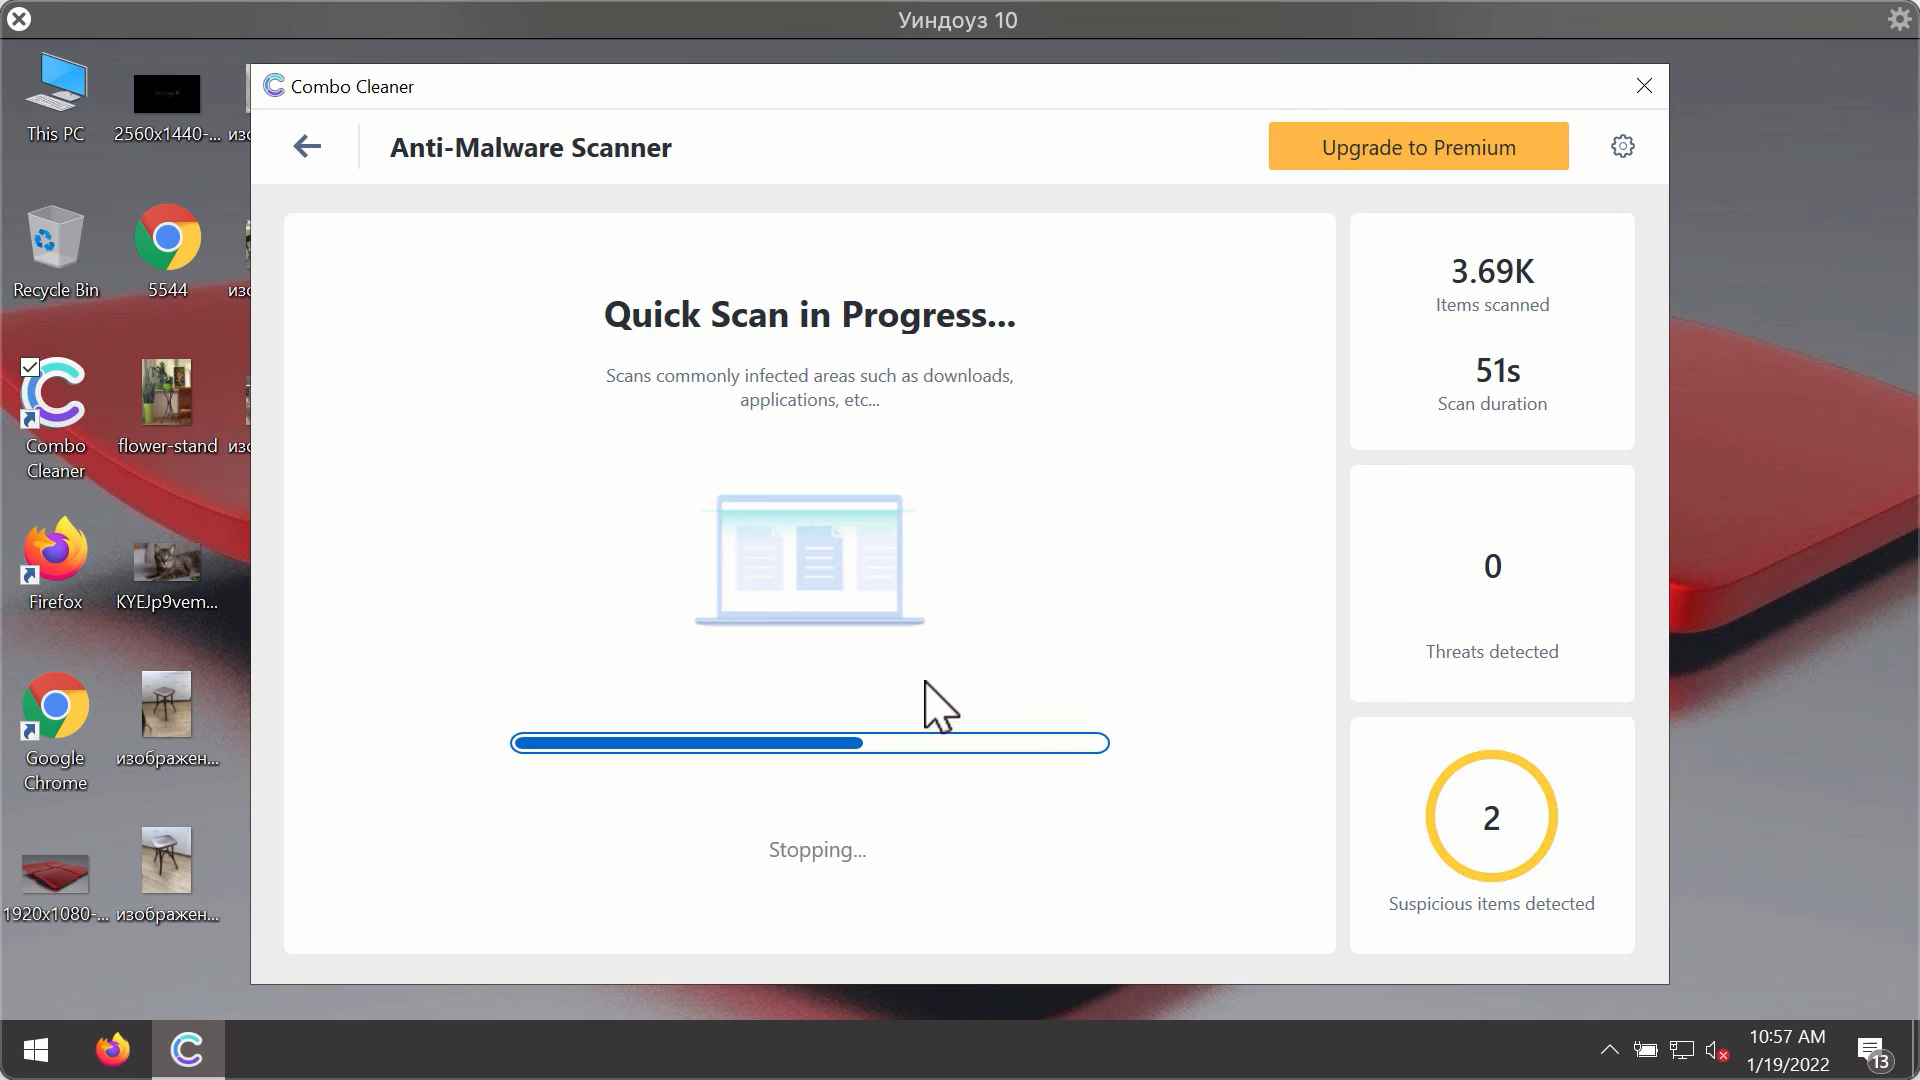 Уиндоуз 10
This PC
2560x1440-...
изо
Recycle Bin
5544
изо
Combo
Cleaner
flower-stand
изо
Firefox
KYEJp9vem...
Google
Chrome
изображен...
1920x1080-...
изображен...
Combo Cleaner
Anti-Malware Scanner
Upgrade to Premium
Quick Scan in Progress...
Scans commonly infected areas such as downloads,
applications, etc...
Stopping...
3.69K
Items scanned
51s
Scan duration
0
Threats detected
2
Suspicious items detected
10:57 AM
1/19/2022
13